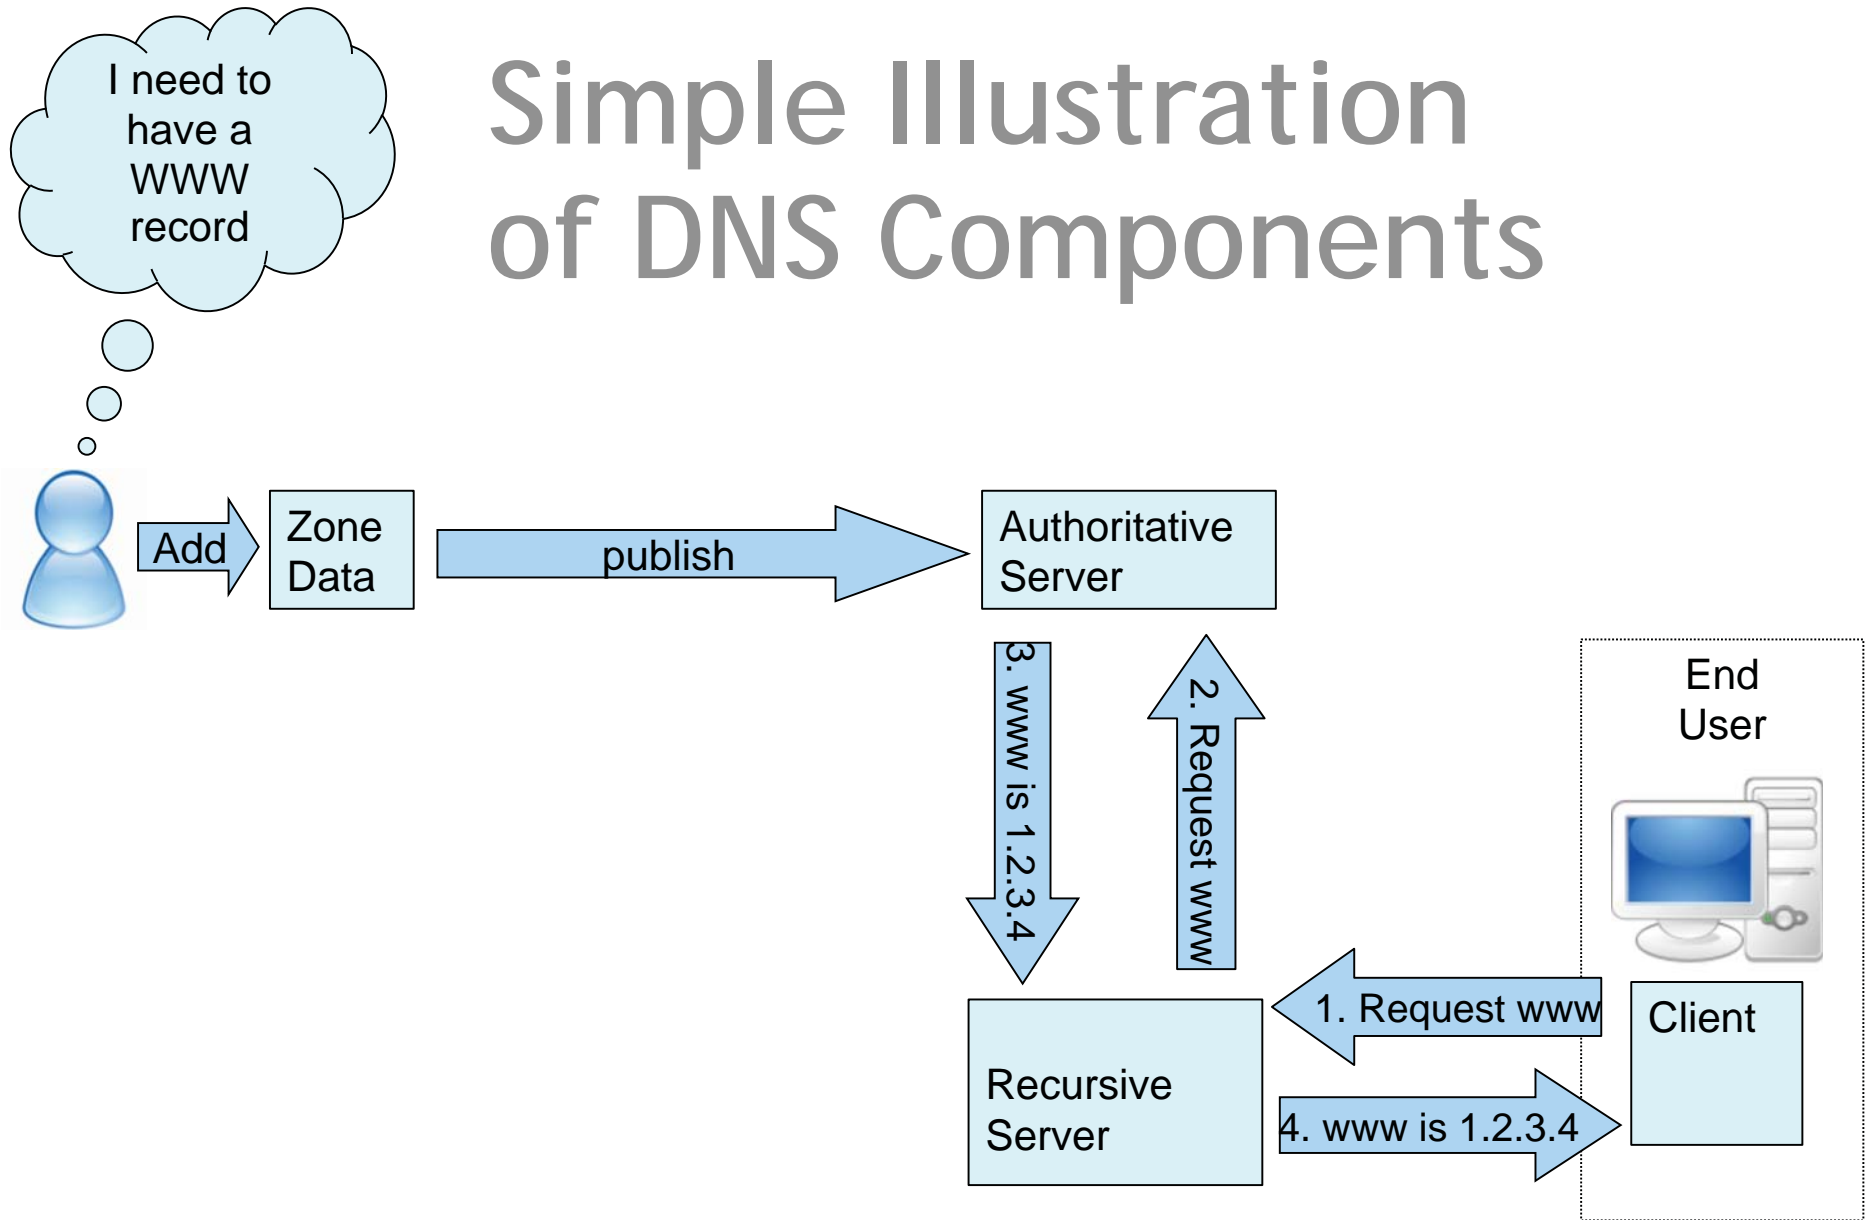 I need to
have a
WWW
record
Simple Illustration
of DNS Components
Add
Zone
Data
publish
Authoritative
Server
3. www is 1.2.3.4
2. Request www
End
User
1. Request www
Client
Recursive
Server
4. www is 1.2.3.4